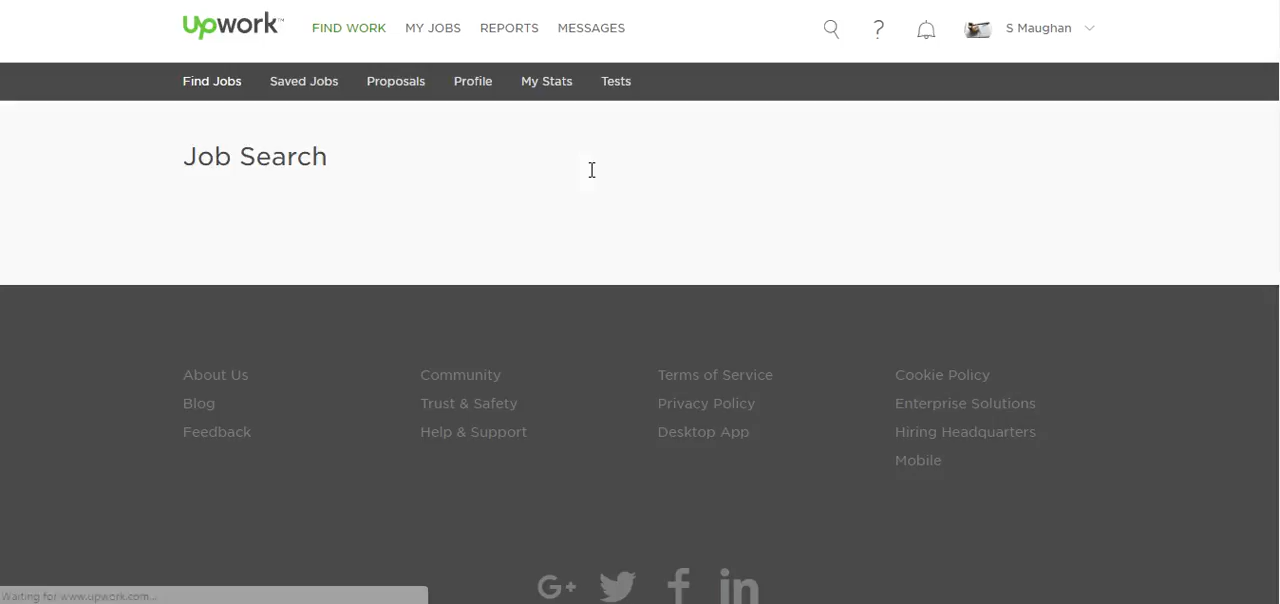 Upwork™ FIND WORK MY JOBS REPORTS MESSAGES ? S Maughan
Find Jobs Saved Jobs Proposals Profile My Stats Tests
Job Search
About Us Community Terms of Service Cookie Policy
Blog Trust & Safety Privacy Policy Enterprise Solutions
Feedback Help & Support Desktop App Hiring Headquarters
Mobile
G+ f in
Waiting for www.upwork.com...